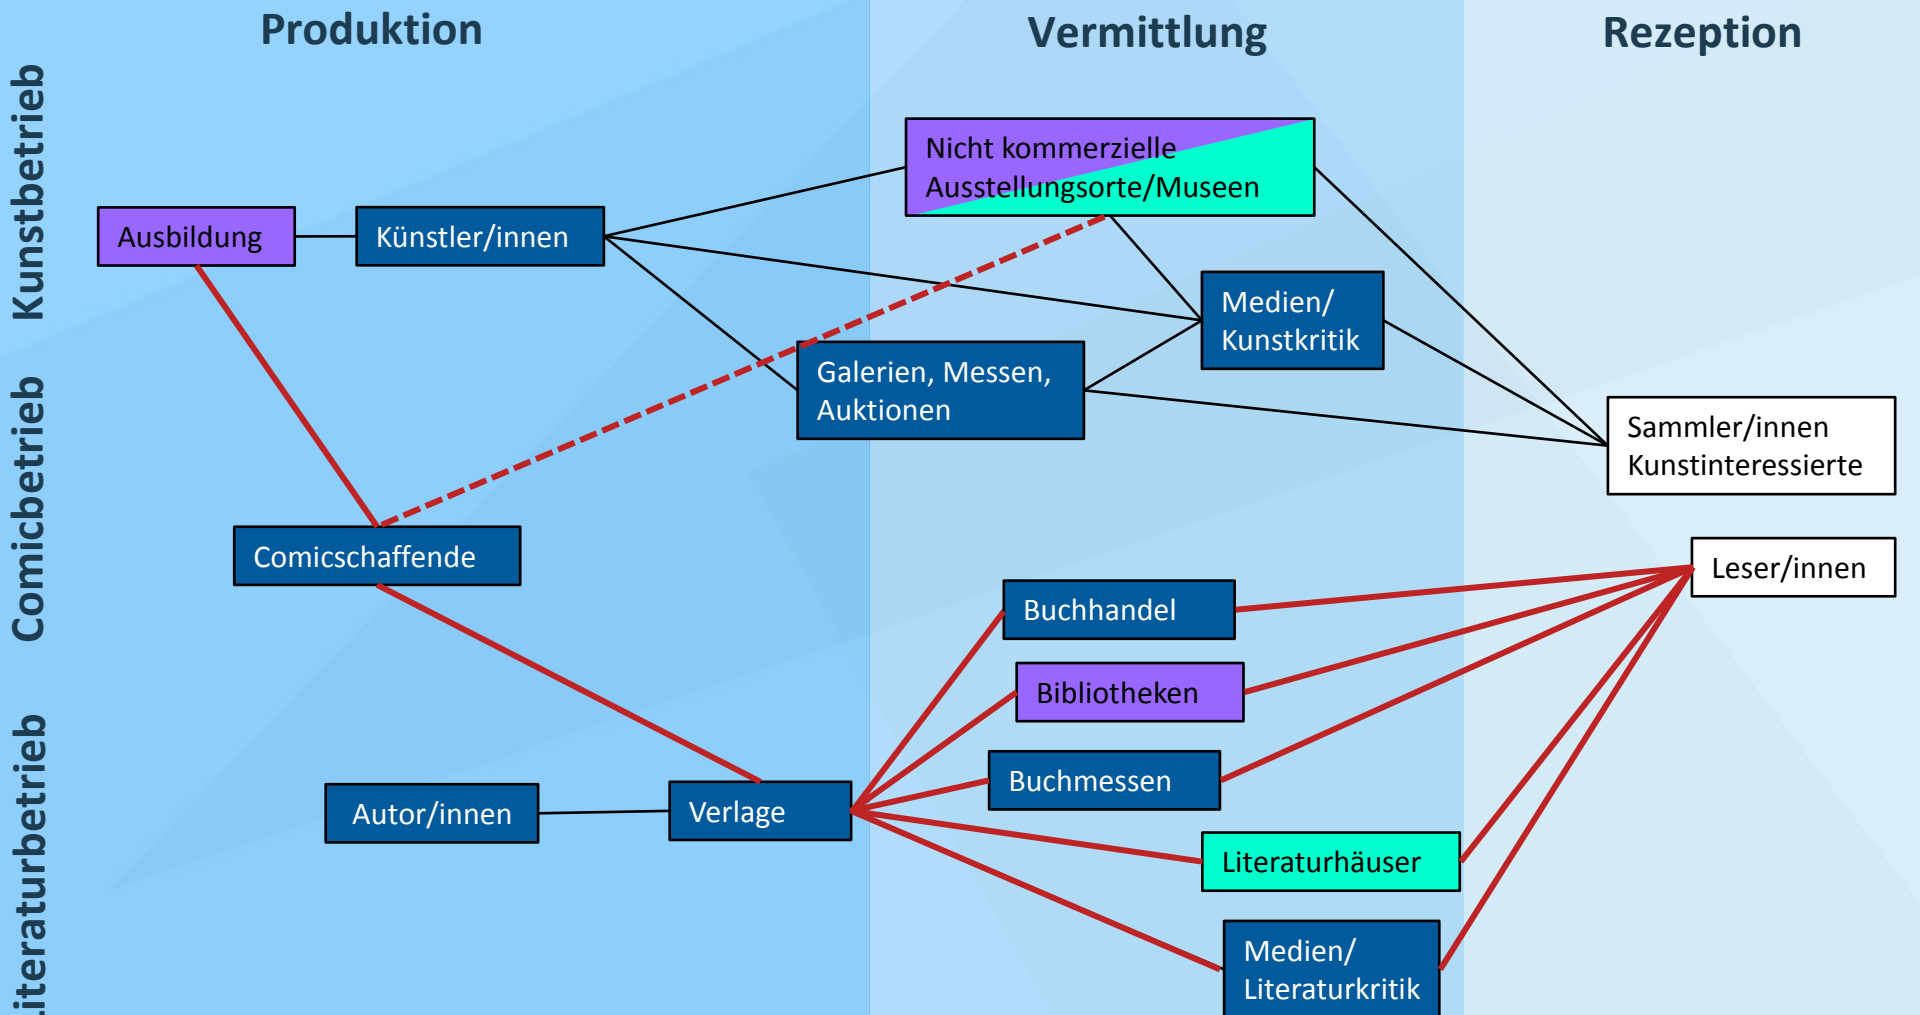 Produktion
Vermittlung
Rezeption
Kunstbetrieb
Comicbetrieb
iteraturbetrieb
Nicht kommerzielle
Ausstellungsorte/Museen
Ausbildung
Künstler/innen
Medien/
Kunstkritik
Galerien, Messen,
Auktionen
Sammler/innen
Kunstinteressierte
Comicschaffende
Leser/innen
Buchhandel
Bibliotheken
Buchmessen
Autor/innen
Verlage
Literaturhäuser
Medien/
Literaturkritik